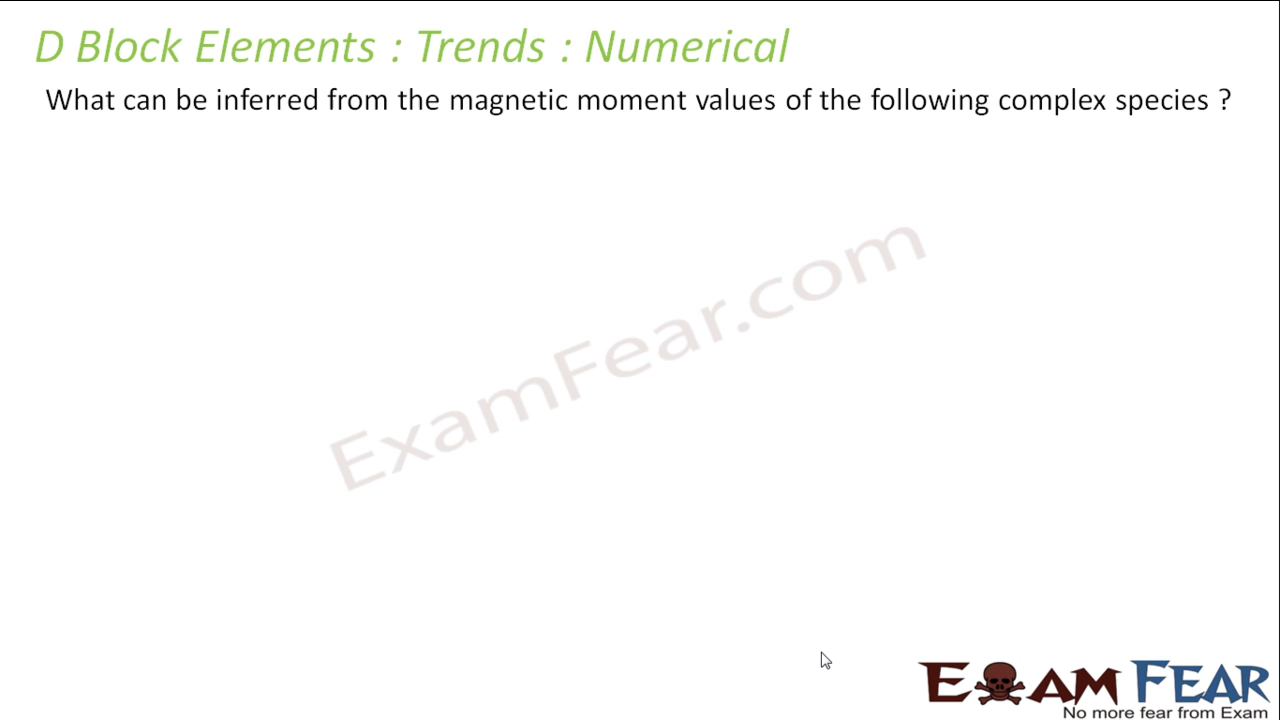 D Block Elements : Trends : Numerical
What can be inferred from the magnetic moment values of the following complex species ?
ExamFear.com
EXAM FEAR
No more fear from Exam